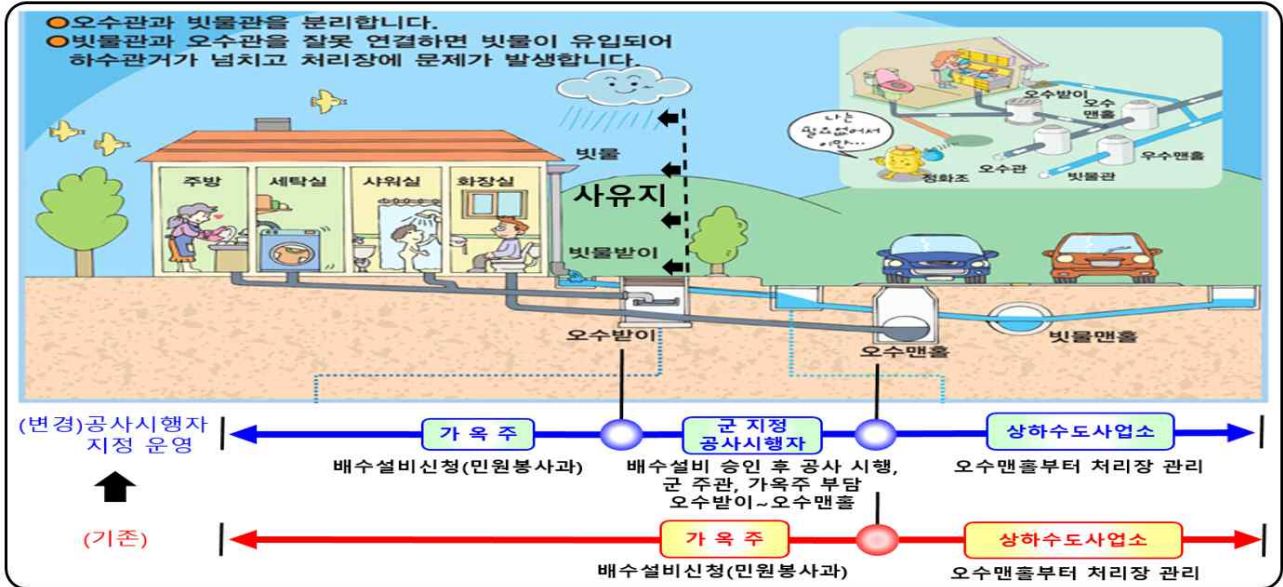 ●오수관과 빗물관을 분리합니다.
●빗물관과 오수관을 잘못 연결하면 빗물이 유입되어
하수관거가 넘치고 처리장에 문제가 발생합니다.
오수받이
오수
맨홀
나는
필요없어서
이만...
우수맨홀
정화조
오수관
빗물관
빗물
사유지
빗물받이
주방
세탁실
샤워실
화장실
오수받이
오수맨홀
빗물맨홀
(변경)공사시행자
지정 운영
가 옥 주
군 지정
공사시행자
상하수도사업소
배수설비신청(민원봉사과)
배수설비 승인 후 공사 시행,
군 주관, 가옥주 부담
오수받이~오수맨홀
오수맨홀부터 처리장 관리
(기존)
가 옥 주
상하수도사업소
배수설비신청(민원봉사과)
오수맨홀부터 처리장 관리